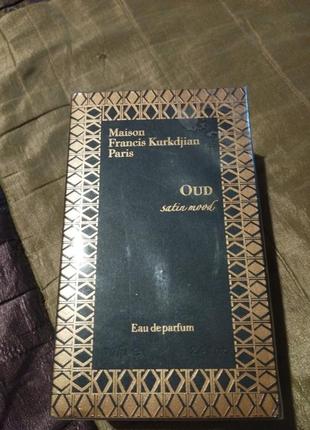 Maison
Francis Kurkdjian
Paris
OUD
satin mood
Eau de parfum